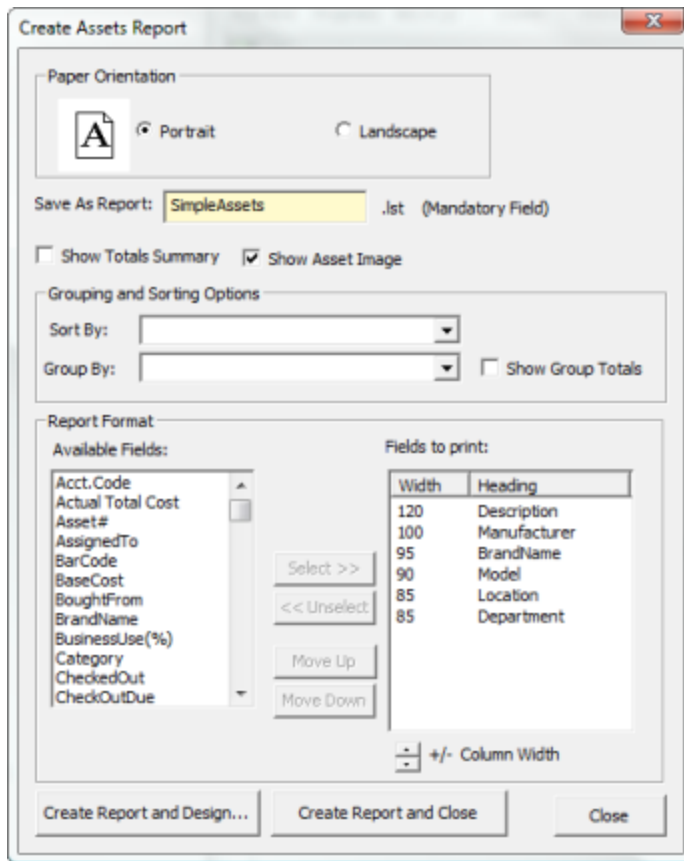 Create Assets Report
Paper Orientation
A Portrait Landscape
Save As Report: SimpleAssets .lst (Mandatory Field)
Show Totals Summary Show Asset Image
Grouping and Sorting Options
Sort By:
Group By: Show Group Totals
Report Format
Available Fields:
Acct.Code
Actual Total Cost
Asset#
AssignedTo
BarCode
BaseCost
BoughtFrom
BrandName
BusinessUse(%)
Category
CheckedOut
CheckOutDue
Select >>
<< Unselect
Move Up
Move Down
Fields to print:
Width Heading
120 Description
100 Manufacturer
95 BrandName
90 Model
85 Location
85 Department
+/- Column Width
Create Report and Design... Create Report and Close Close